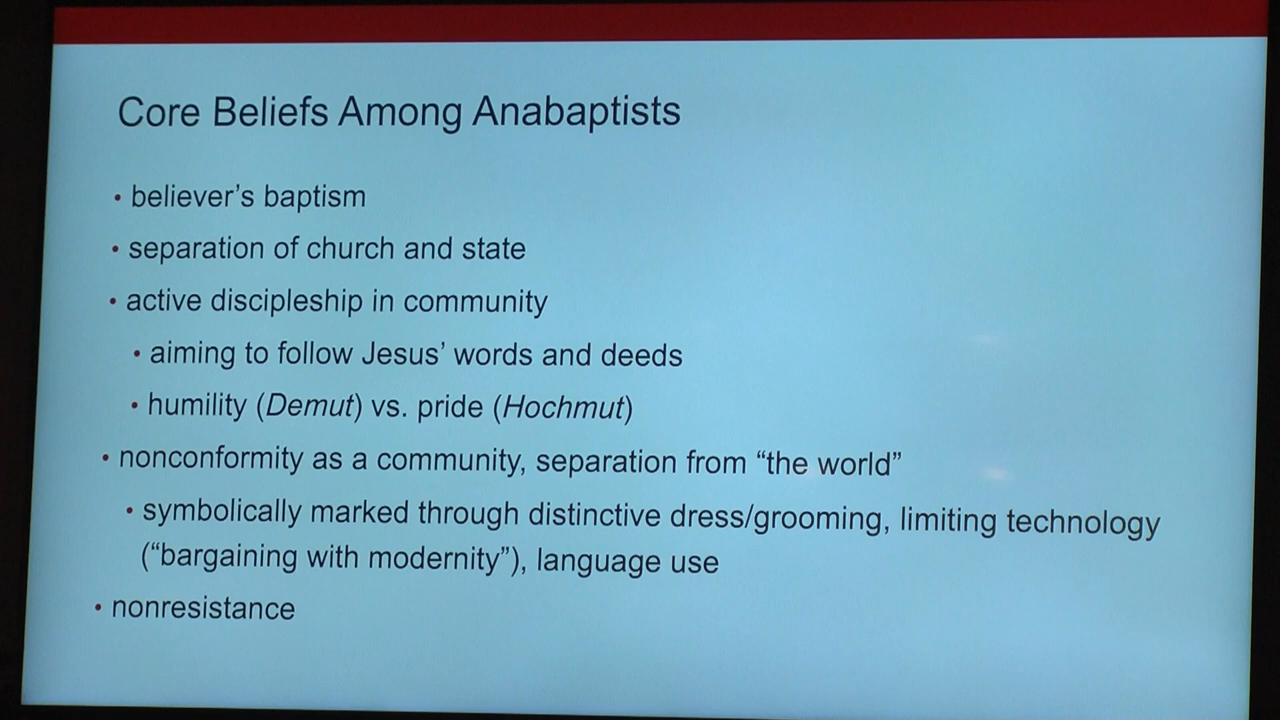 Core Beliefs Among Anabaptists
• believer’s baptism
• separation of church and state
• active discipleship in community
• aiming to follow Jesus’ words and deeds
• humility (Demut) vs. pride (Hochmut)
• nonconformity as a community, separation from “the world”
• symbolically marked through distinctive dress/grooming, limiting technology
(“bargaining with modernity”), language use
• nonresistance